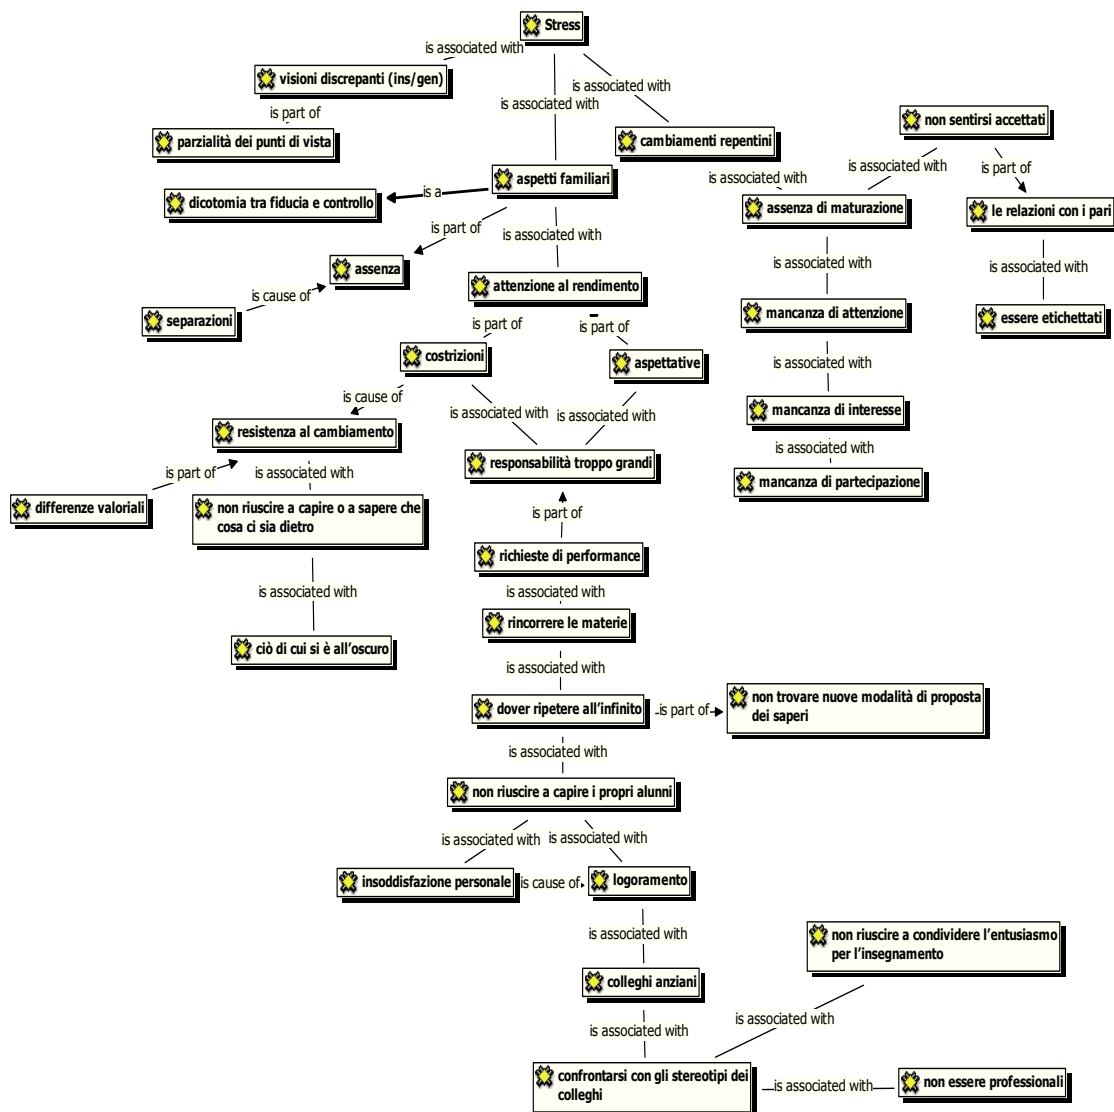 Stress
is associated with
visioni discrepanti (ins/gen)
is associated with
is associated with
is part of
non sentirsi accettati
parzialità dei punti di vista
cambiamenti repentini
is associated with
is part of
aspetti familiari
is associated with
is a
dicotomia tra fiducia e controllo
assenza di maturazione
le relazioni con i pari
is part of
is associated with
assenza
is associated with
is associated with
attenzione al rendimento
is cause of
separazioni
mancanza di attenzione
essere etichettati
is part of
is part of
costrizioni
aspettative
is associated with
is cause of
mancanza di interesse
is associated with
is associated with
resistenza al cambiamento
is associated with
responsabilità troppo grandi
is part of
is associated with
mancanza di partecipazione
differenze valoriali
non riuscire a capire o a sapere che
cosa ci sia dietro
is part of
richieste di performance
is associated with
is associated with
rincorrere le materie
ciò di cui si è all'oscuro
is associated with
dover ripetere all'infinito
is part of
non trovare nuove modalità di proposta
dei saperi
is associated with
non riuscire a capire i propri alunni
is associated with
is associated with
insoddisfazione personale
is cause of
logoramento
is associated with
non riuscire a condividere l'entusiasmo
per l'insegnamento
colleghi anziani
is associated with
is associated with
confrontarsi con gli stereotipi dei
colleghi
is associated with
non essere professionali